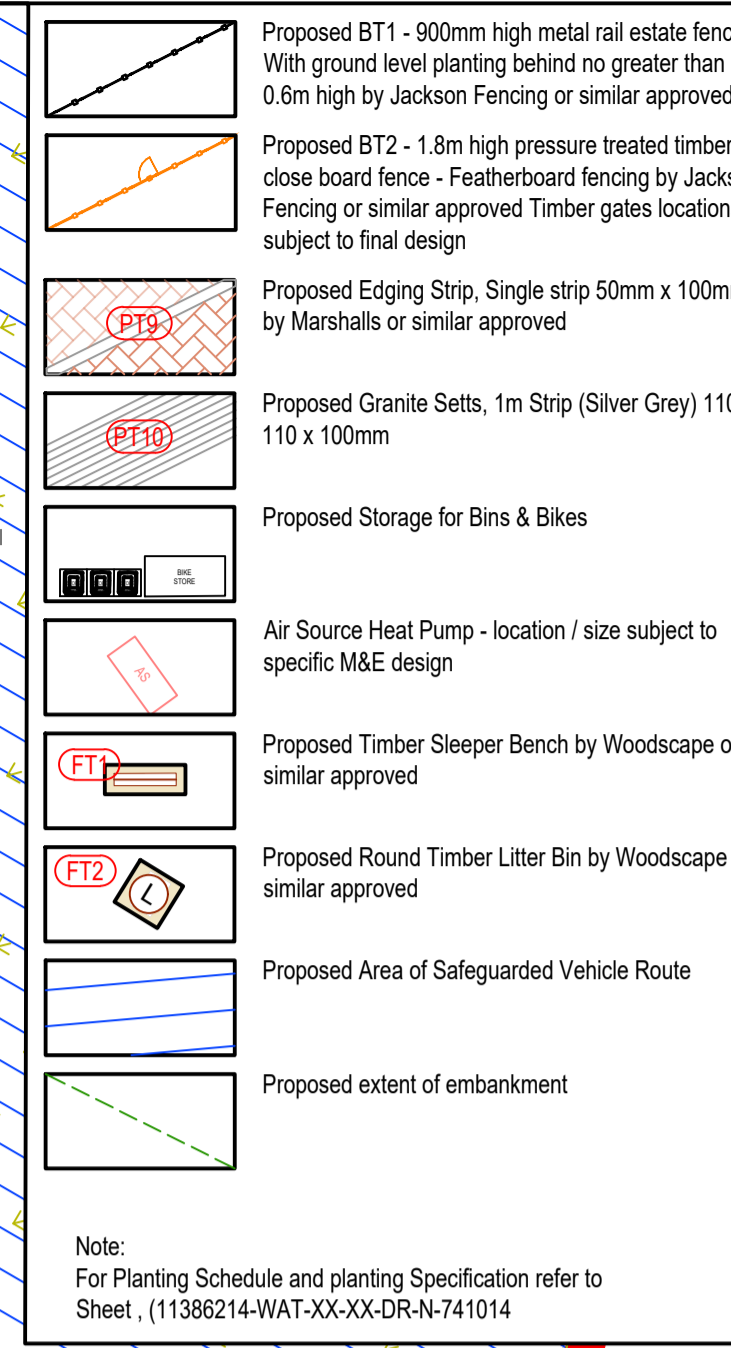 Proposed BT1 - 900mm high metal rail estate fenc
With ground level planting behind no greater than
0.6m high by Jackson Fencing or similar approved
Proposed BT2 - 1.8m high pressure treated timber
close board fence - Featherboard fencing by Jacks
Fencing or similar approved Timber gates location
subject to final design
PT9
Proposed Edging Strip, Single strip 50mm x 100m
by Marshalls or similar approved
PT10
Proposed Granite Setts, 1m Strip (Silver Grey) 110
110 x 100mm
BIKE
STORE
Proposed Storage for Bins & Bikes
AS
Air Source Heat Pump - location / size subject to
specific M&E design
FT1
Proposed Timber Sleeper Bench by Woodscape o
similar approved
FT2
L
Proposed Round Timber Litter Bin by Woodscape
similar approved
Proposed Area of Safeguarded Vehicle Route
Proposed extent of embankment
Note:
For Planting Schedule and planting Specification refer to
Sheet , (11386214-WAT-XX-XX-DR-N-741014